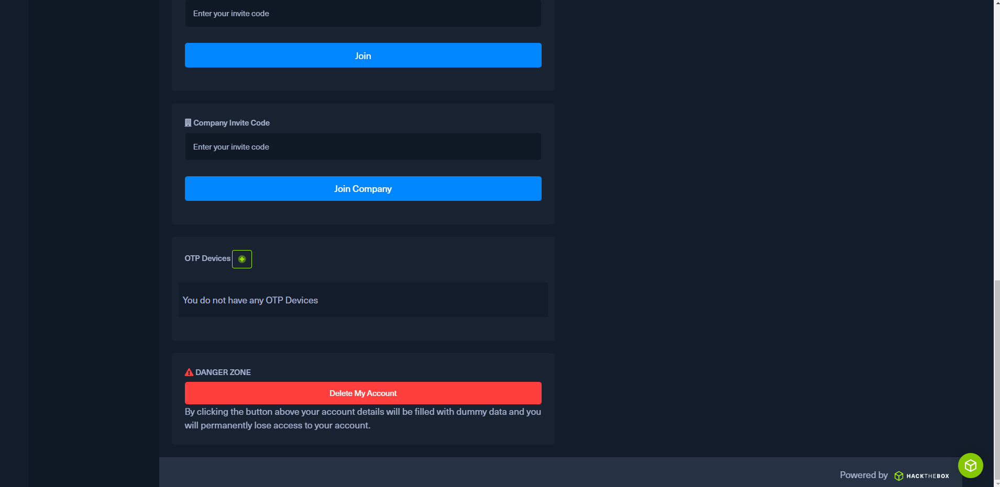 Enter your invite code
Join
Company Invite Code
Enter your invite code
Join Company
OTP Devices
You do not have any OTP Devices
DANGER ZONE
Delete My Account
By clicking the button above your account details will be filled with dummy data and you
will permanently lose access to your account.
Powered by HACKTHEBOX